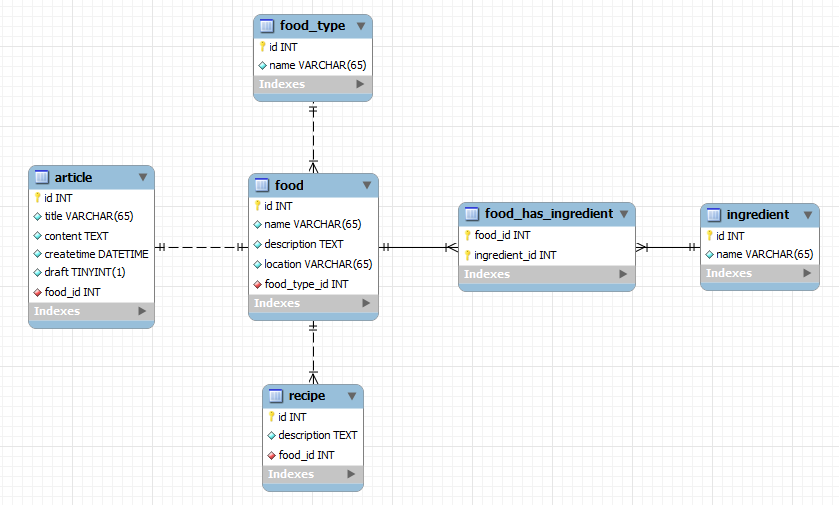 food_type
id INT
name VARCHAR(65)
Indexes
article
id INT
title VARCHAR(65)
content TEXT
createtime DATETIME
draft TINYINT(1)
food_id INT
Indexes
food
id INT
name VARCHAR(65)
description TEXT
location VARCHAR(65)
food_type_id INT
Indexes
food_has_ingredient
food_id INT
ingredient_id INT
Indexes
ingredient
id INT
name VARCHAR(65)
Indexes
recipe
id INT
description TEXT
food_id INT
Indexes